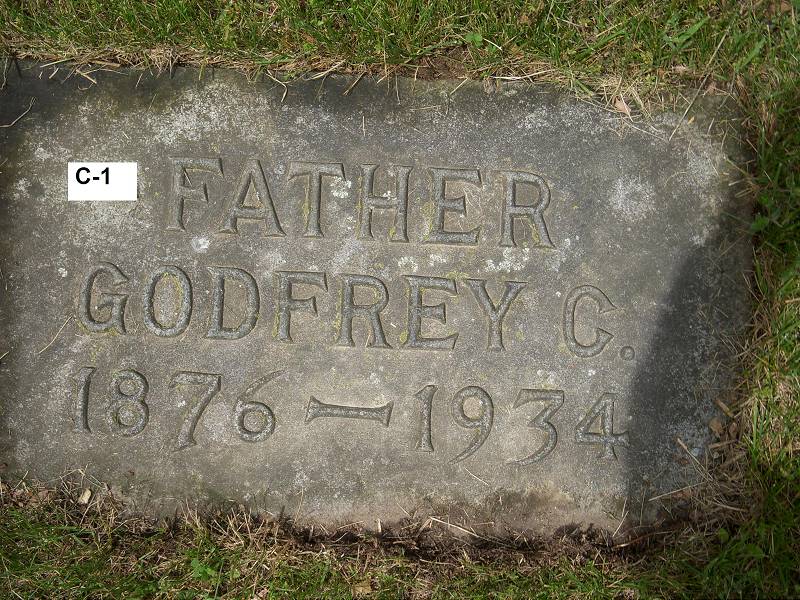 C-1
FATHER
GODFREY C.
1876 – 1934